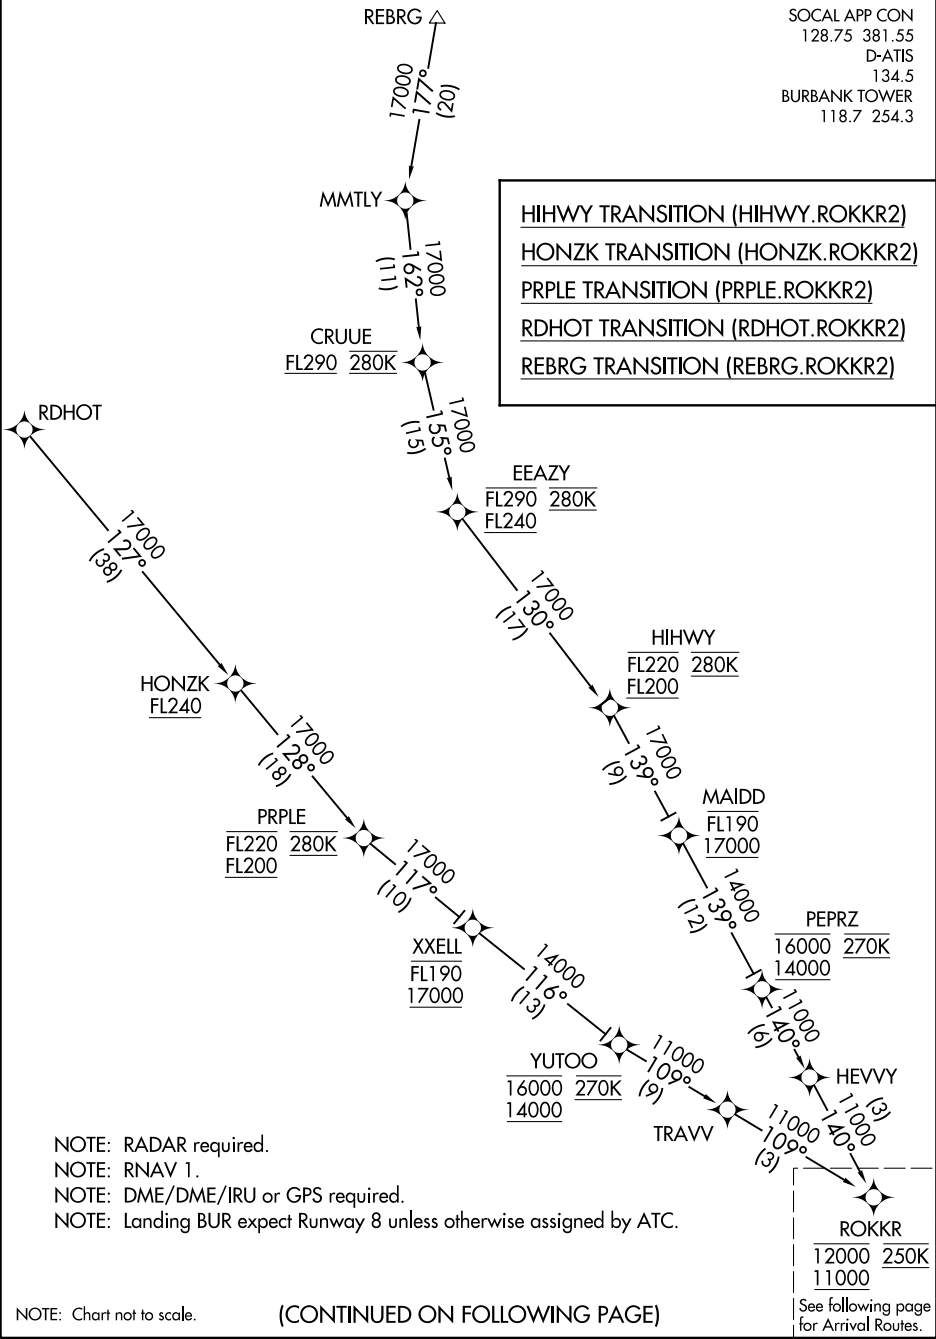 REBRG
SOCAL APP CON
128.75 381.55
D-ATIS
134.5
BURBANK TOWER
118.7 254.3
17000
177°
(20)
MMTLY
HIHWY TRANSITION (HIHWY.ROKKR2)
HONZK TRANSITION (HONZK.ROKKR2)
PRPLE TRANSITION (PRPLE.ROKKR2)
RDHOT TRANSITION (RDHOT.ROKKR2)
REBRG TRANSITION (REBRG.ROKKR2)
17000
162°
(11)
CRUUE
FL290 280K
RDHOT
17000
155°
(15)
EEAZY
FL290 280K
FL240
17000
127°
(38)
17000
130°
(17)
HIHWY
FL220 280K
FL200
HONZK
FL240
17000
128°
(18)
17000
139°
(9)
MAIDD
FL190
17000
PRPLE
FL220 280K
FL200
17000
117°
(10)
14000
139°
(12)
PEPRZ
16000 270K
14000
XXELL
FL190
17000
14000
116°
(13)
11000
140°
(6)
YUTOO
16000 270K
14000
11000
109°
(9)
HEVVY
(3)
11000
140°
TRAVV
11000
109°
(3)
NOTE: RADAR required.
NOTE: RNAV 1.
NOTE: DME/DME/IRU or GPS required.
NOTE: Landing BUR expect Runway 8 unless otherwise assigned by ATC.
ROKKR
12000 250K
11000
See following page
for Arrival Routes.
NOTE: Chart not to scale.
(CONTINUED ON FOLLOWING PAGE)